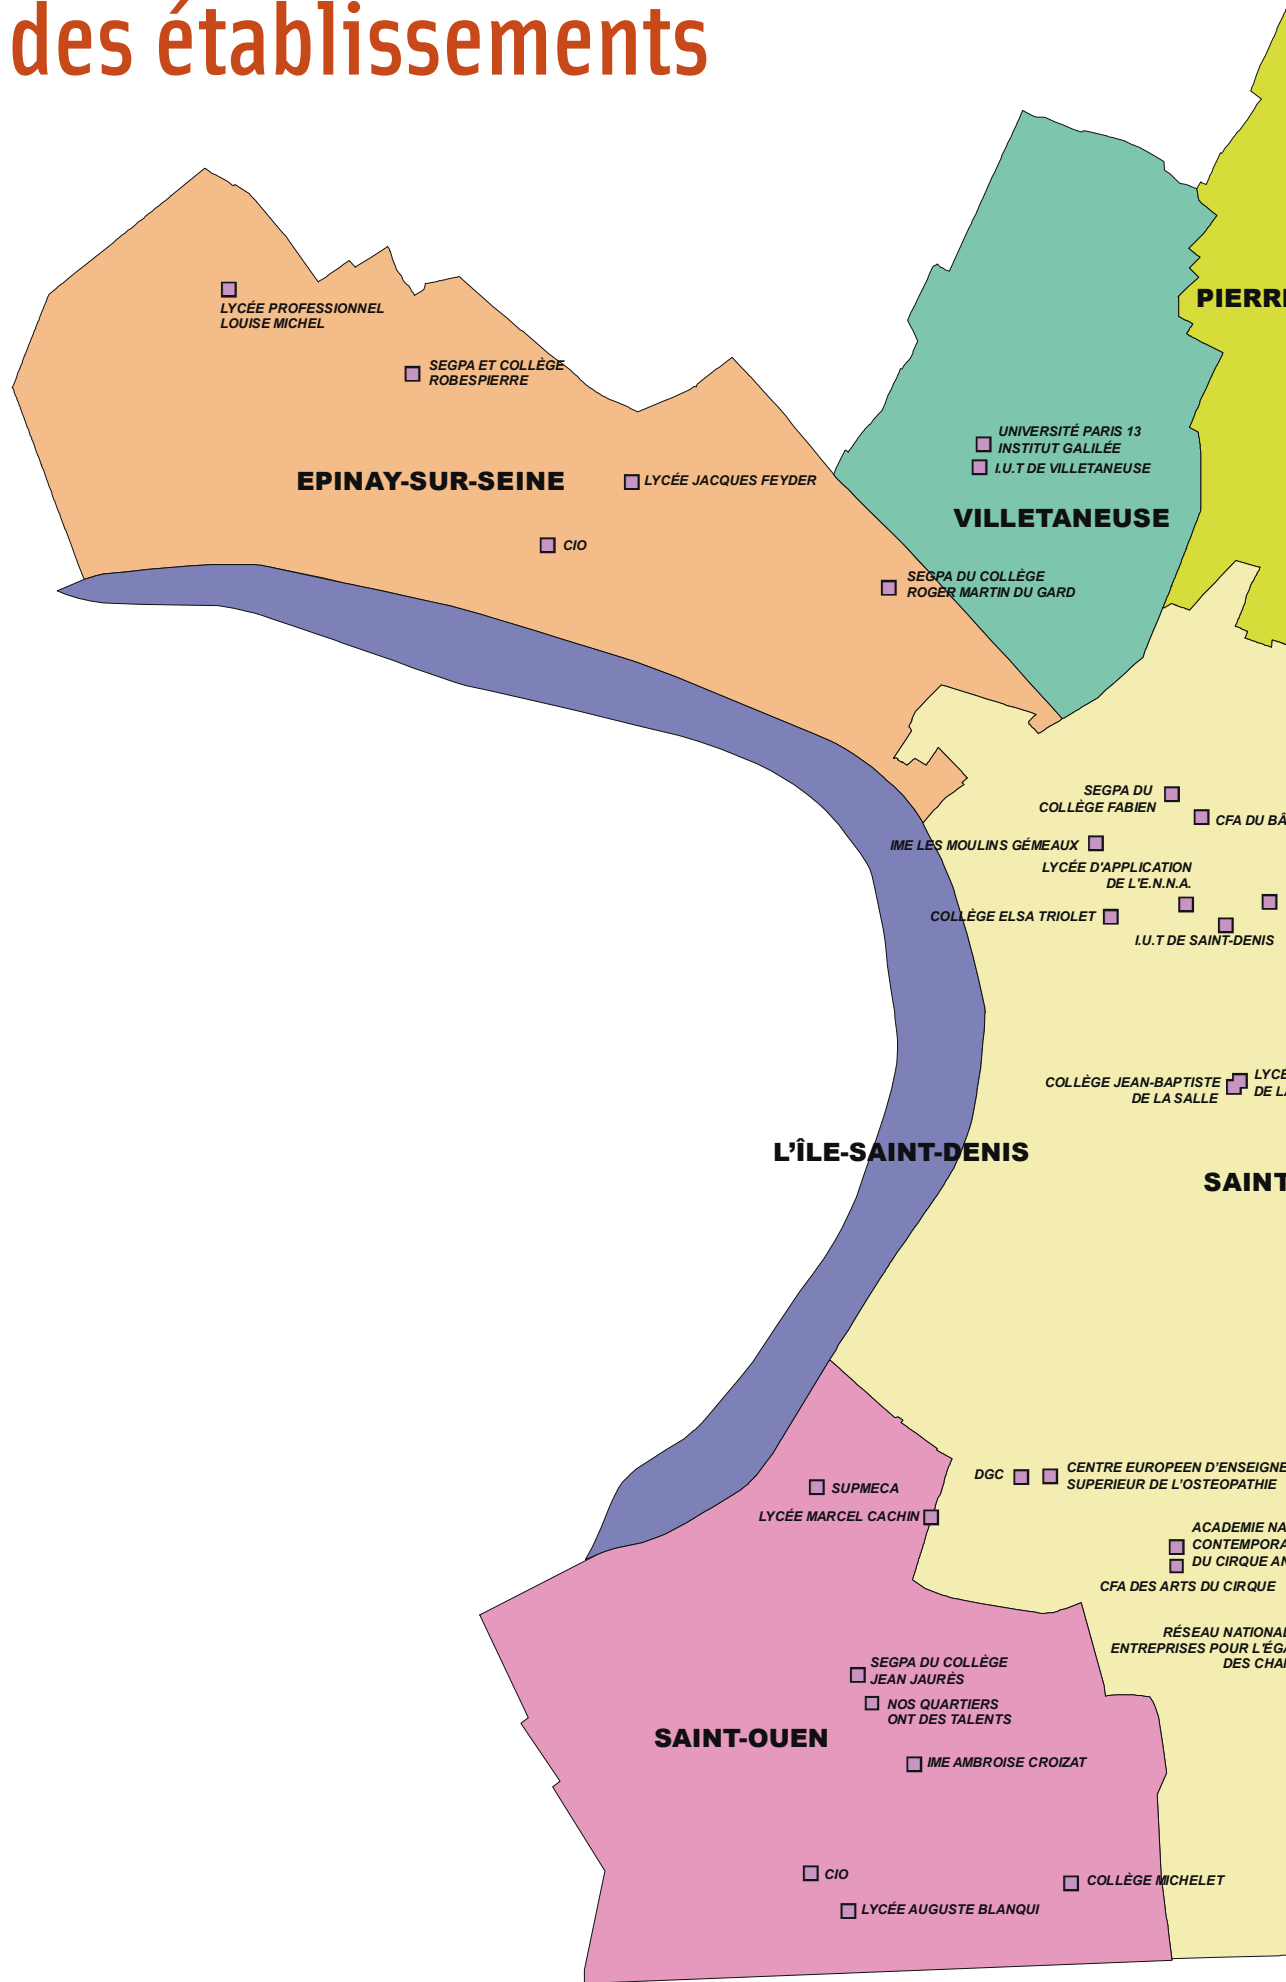 des établissements
PIERR
LYCÉE PROFESSIONNEL
LOUISE MICHEL
SEGPA ET COLLÈGE
ROBESPIERRE
UNIVERSITÉ PARIS 13
INSTITUT GALILÉE
I.U.T DE VILLETANEUSE
EPINAY-SUR-SEINE
LYCÉE JACQUES FEYDER
VILLETANEUSE
CIO
SEGPA DU COLLÈGE
ROGER MARTIN DU GARD
SEGPA DU
COLLÈGE FABIEN
CFA DU BÂ
IME LES MOULINS GÉMEAUX
LYCÉE D'APPLICATION
DE L'E.N.N.A.
COLLÈGE ELSA TRIOLET
I.U.T DE SAINT-DENIS
COLLÈGE JEAN-BAPTISTE
DE LA SALLE
LYCÉ
DE LA
L'ÎLE-SAINT-DENIS
SAINT
DGC
CENTRE EUROPEEN D'ENSEIGNE
SUPERIEUR DE L'OSTEOPATHIE
SUPMECA
LYCÉE MARCEL CACHIN
ACADEMIE NA
CONTEMPORA
DU CIRQUE AN
CFA DES ARTS DU CIRQUE
RÉSEAU NATIONAL
ENTREPRISES POUR L'ÉGA
DES CHA
SEGPA DU COLLÈGE
JEAN JAURÈS
NOS QUARTIERS
ONT DES TALENTS
SAINT-OUEN
IME AMBROISE CROIZAT
CIO
COLLÈGE MICHELET
LYCÉE AUGUSTE BLANQUI